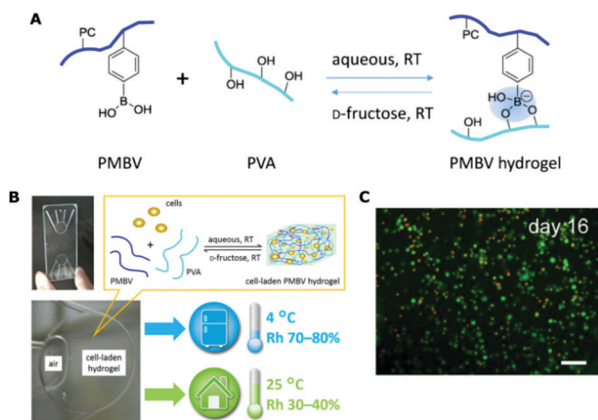 A
PC
B
HO
OH
PMBV
+
OH
OH
OH
PVA
aqueous, RT
D-fructose, RT
PC
HO
B
O
O
OH
PMBV hydrogel
B
cells
+
PMBV
PVA
aqueous, RT
D-fructose, RT
cell-laden PMBV hydrogel
air
cell-laden
hydrogel
4 °C
Rh 70–80%
25 °C
Rh 30–40%
C
day 16